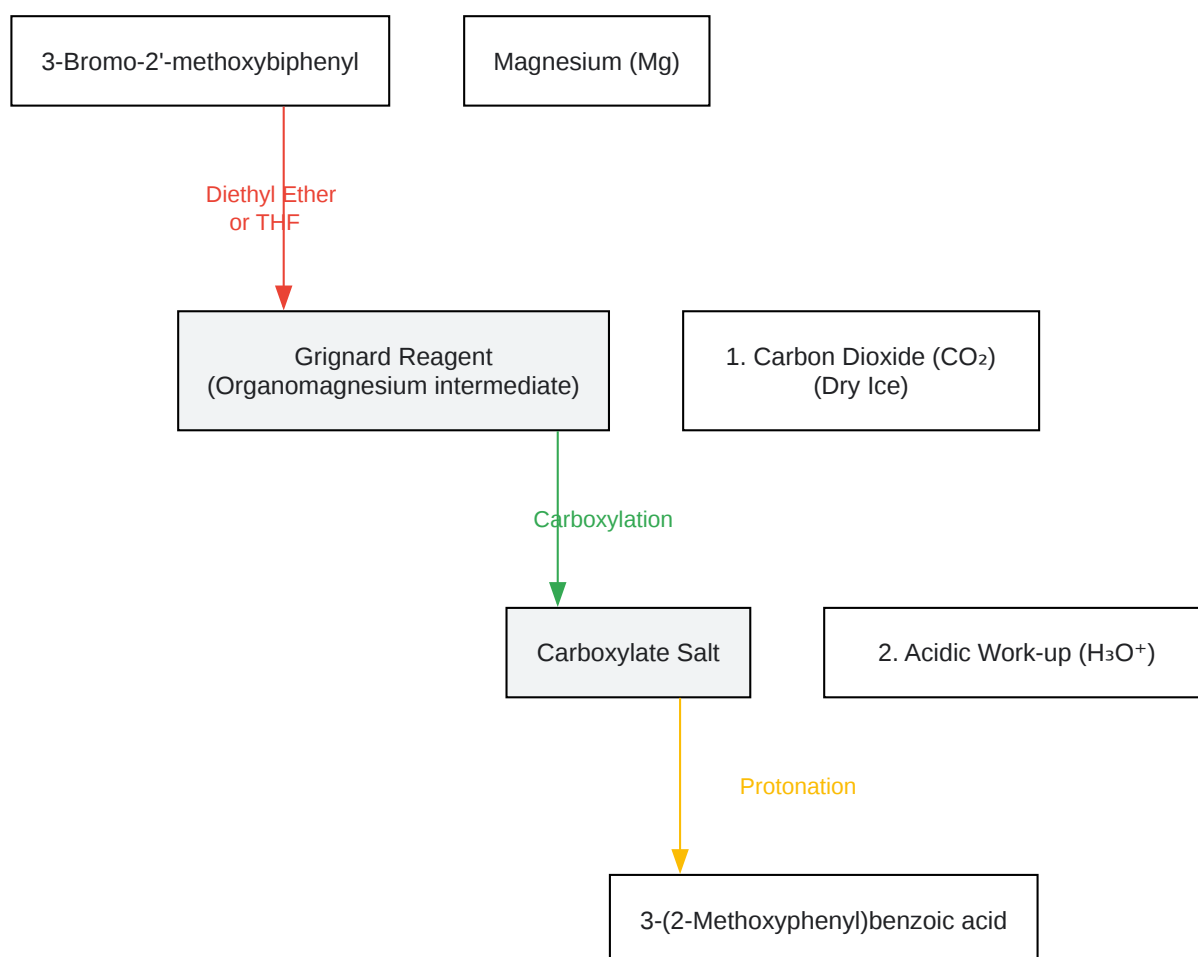 3-Bromo-2'-methoxybiphenyl
Magnesium (Mg)
Diethyl Ether
or THF
Grignard Reagent
(Organomagnesium intermediate)
1. Carbon Dioxide (CO₂)
(Dry Ice)
Carboxylation
Carboxylate Salt
2. Acidic Work-up (H₃O⁺)
Protonation
3-(2-Methoxyphenyl)benzoic acid